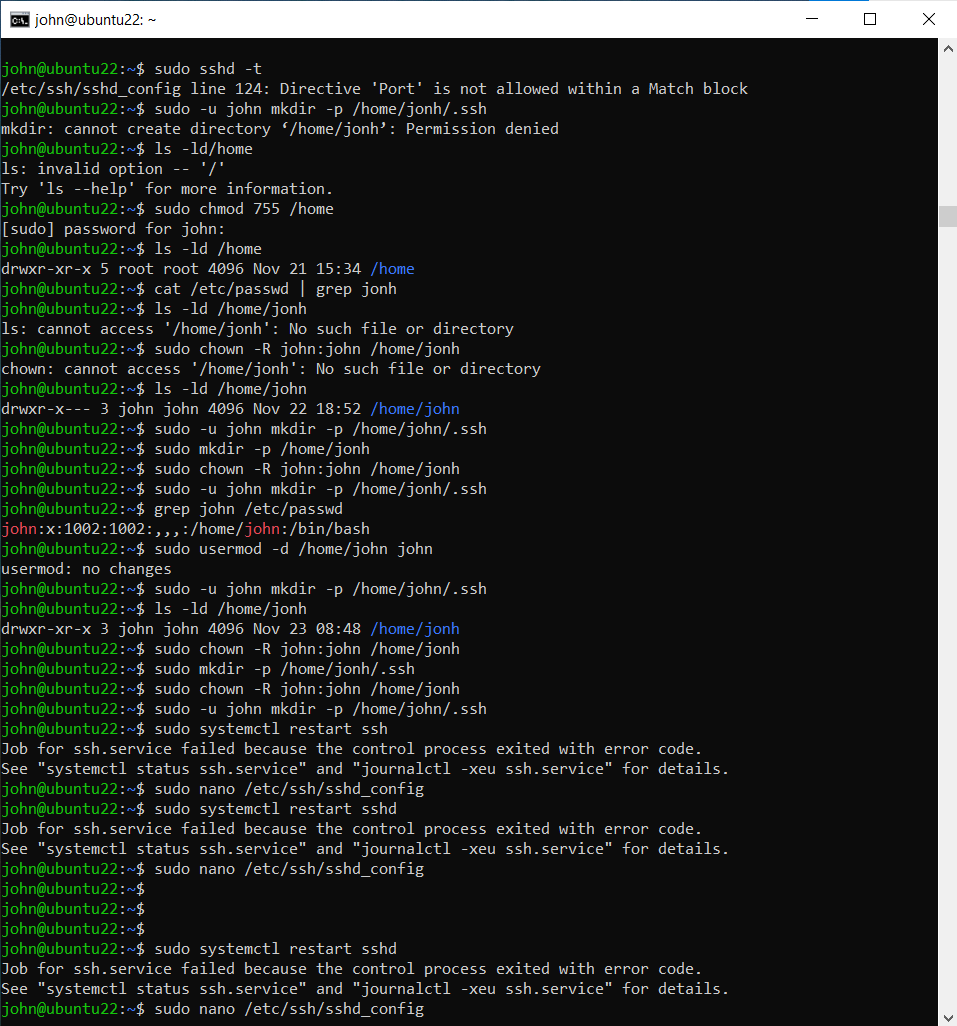 john@ubuntu22: ~
john@ubuntu22:~$ sudo sshd -t
/etc/ssh/sshd_config line 124: Directive 'Port' is not allowed within a Match block
john@ubuntu22:~$ sudo -u john mkdir -p /home/jonh/.ssh
mkdir: cannot create directory ‘/home/jonh’: Permission denied
john@ubuntu22:~$ ls -ld/home
ls: invalid option -- '/'
Try 'ls --help' for more information.
john@ubuntu22:~$ sudo chmod 755 /home
[sudo] password for john:
john@ubuntu22:~$ ls -ld /home
drwxr-xr-x 5 root root 4096 Nov 21 15:34 /home
john@ubuntu22:~$ cat /etc/passwd | grep jonh
john@ubuntu22:~$ ls -ld /home/jonh
ls: cannot access '/home/jonh': No such file or directory
john@ubuntu22:~$ sudo chown -R john:john /home/jonh
chown: cannot access '/home/jonh': No such file or directory
john@ubuntu22:~$ ls -ld /home/john
drwxr-x--- 3 john john 4096 Nov 22 18:52 /home/john
john@ubuntu22:~$ sudo -u john mkdir -p /home/john/.ssh
john@ubuntu22:~$ sudo mkdir -p /home/jonh
john@ubuntu22:~$ sudo chown -R john:john /home/jonh
john@ubuntu22:~$ sudo -u john mkdir -p /home/jonh/.ssh
john@ubuntu22:~$ grep john /etc/passwd
john:x:1002:1002:,,,:/home/john:/bin/bash
john@ubuntu22:~$ sudo usermod -d /home/john john
usermod: no changes
john@ubuntu22:~$ sudo -u john mkdir -p /home/john/.ssh
john@ubuntu22:~$ ls -ld /home/jonh
drwxr-xr-x 3 john john 4096 Nov 23 08:48 /home/jonh
john@ubuntu22:~$ sudo chown -R john:john /home/jonh
john@ubuntu22:~$ sudo mkdir -p /home/jonh/.ssh
john@ubuntu22:~$ sudo chown -R john:john /home/jonh
john@ubuntu22:~$ sudo -u john mkdir -p /home/john/.ssh
john@ubuntu22:~$ sudo systemctl restart ssh
Job for ssh.service failed because the control process exited with error code.
See "systemctl status ssh.service" and "journalctl -xeu ssh.service" for details.
john@ubuntu22:~$ sudo nano /etc/ssh/sshd_config
john@ubuntu22:~$ sudo systemctl restart sshd
Job for ssh.service failed because the control process exited with error code.
See "systemctl status ssh.service" and "journalctl -xeu ssh.service" for details.
john@ubuntu22:~$ sudo nano /etc/ssh/sshd_config
john@ubuntu22:~$
john@ubuntu22:~$
john@ubuntu22:~$
john@ubuntu22:~$ sudo systemctl restart sshd
Job for ssh.service failed because the control process exited with error code.
See "systemctl status ssh.service" and "journalctl -xeu ssh.service" for details.
john@ubuntu22:~$ sudo nano /etc/ssh/sshd_config